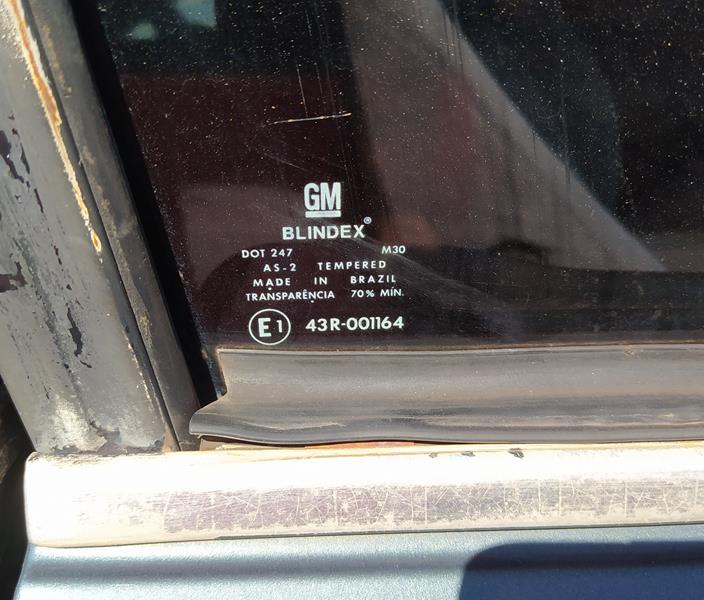 GM
BLINDEX®
DOT 247 M30
AS-2 TEMPERED
MADE IN BRAZIL
TRANSPARÊNCIA 70% MÍN.
E1 43R-001164